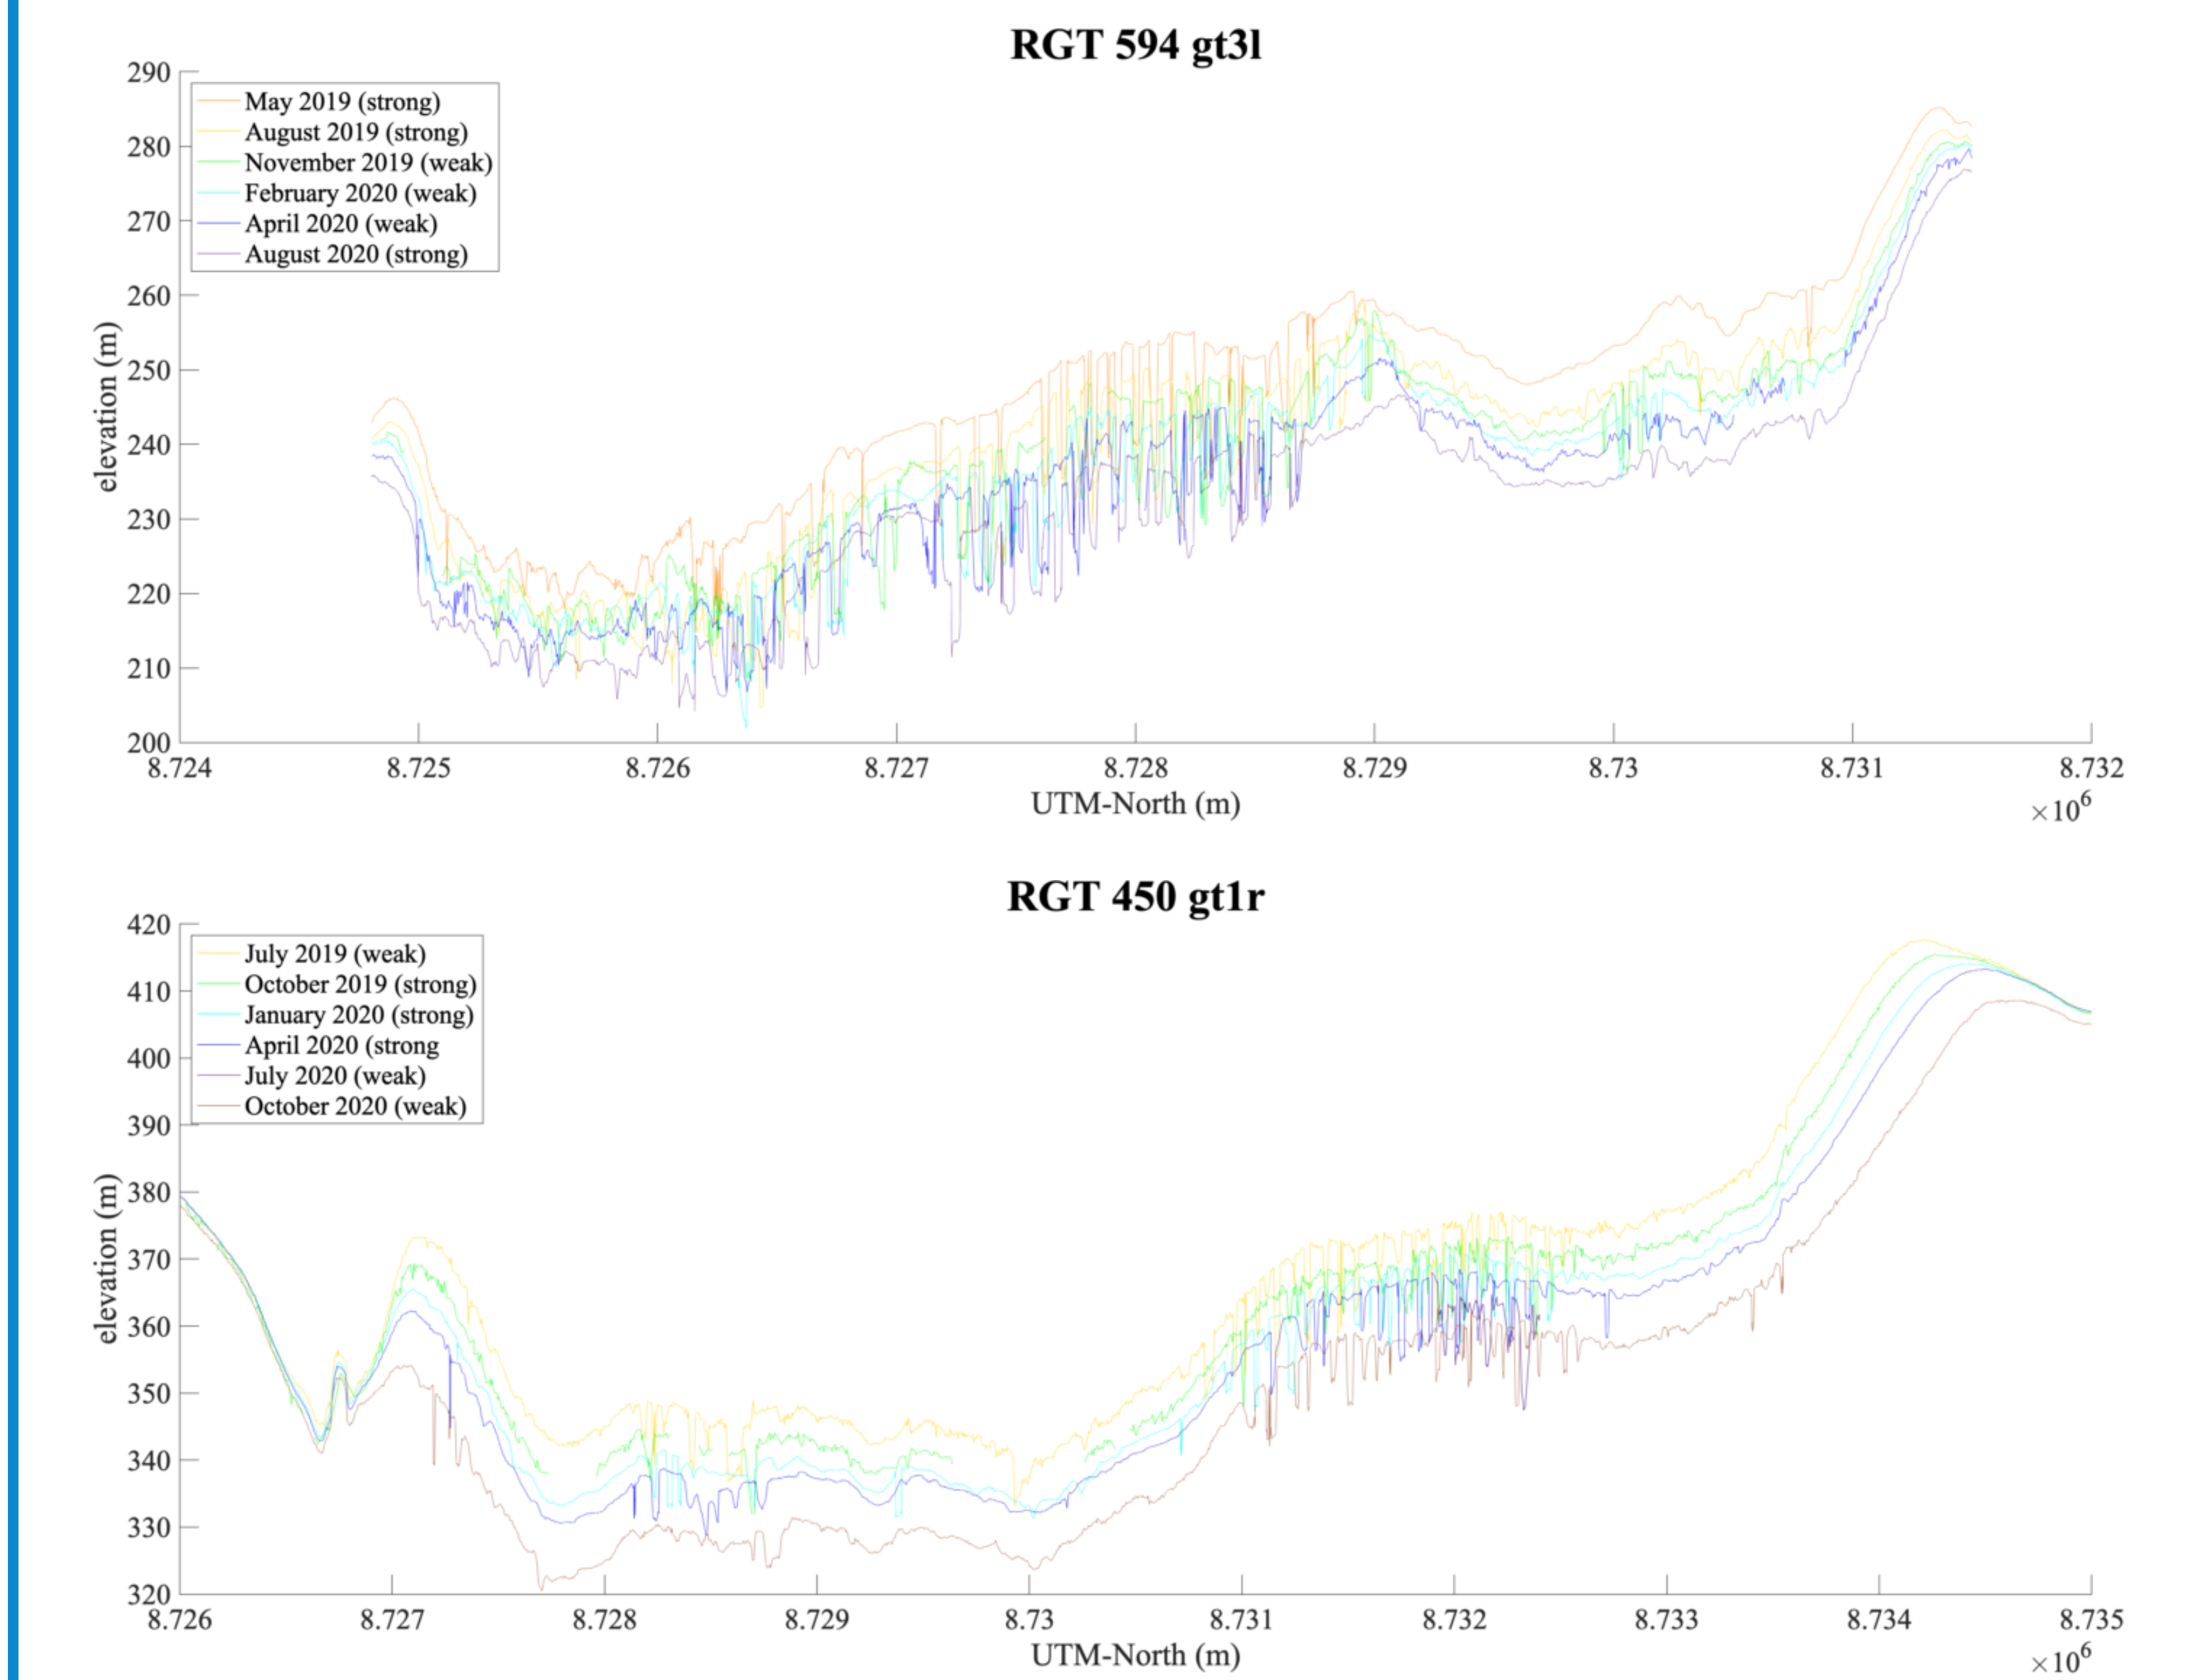 RGT 594 gt3l
290
280
270
260
250
240
230
220
210
200
elevation (m)
May 2019 (strong)
August 2019 (strong)
November 2019 (weak)
February 2020 (weak)
April 2020 (weak)
August 2020 (strong)
8.724 8.725 8.726 8.727 8.728 8.729 8.73 8.731 8.732
UTM-North (m)
×10⁶
RGT 450 gt1r
420
410
400
390
380
370
360
350
340
330
320
elevation (m)
July 2019 (weak)
October 2019 (strong)
January 2020 (strong)
April 2020 (strong
July 2020 (weak)
October 2020 (weak)
8.726 8.727 8.728 8.729 8.73 8.731 8.732 8.733 8.734 8.735
UTM-North (m)
×10⁶